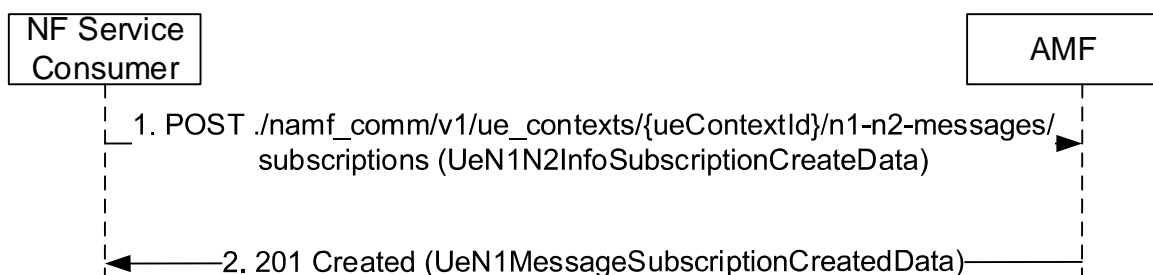 NF Service
Consumer
AMF
1. POST ./namf_comm/v1/ue_contexts/{ueContextId}/n1-n2-messages/
subscriptions (UeN1N2InfoSubscriptionCreateData)
2. 201 Created (UeN1MessageSubscriptionCreatedData)